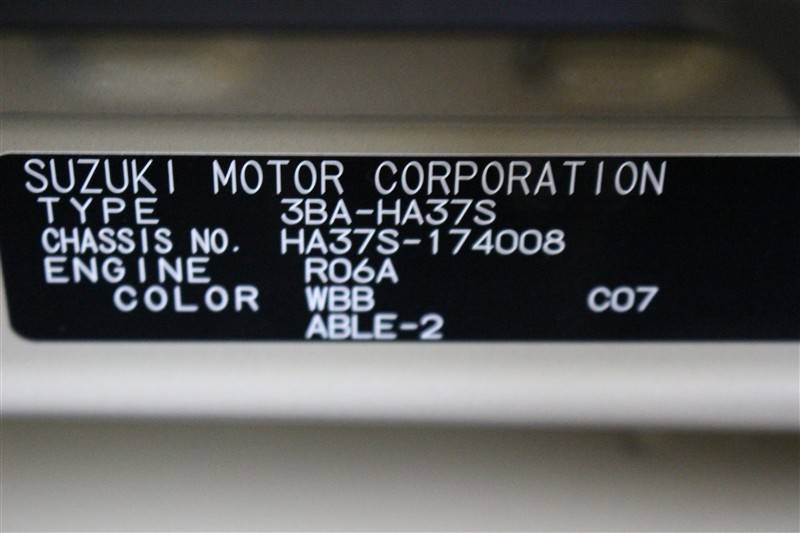 SUZUKI MOTOR CORPORATION
TYPE 3BA-HA37S
CHASSIS NO. HA37S-174008
ENGINE R06A
COLOR WBB C07
ABLE-2